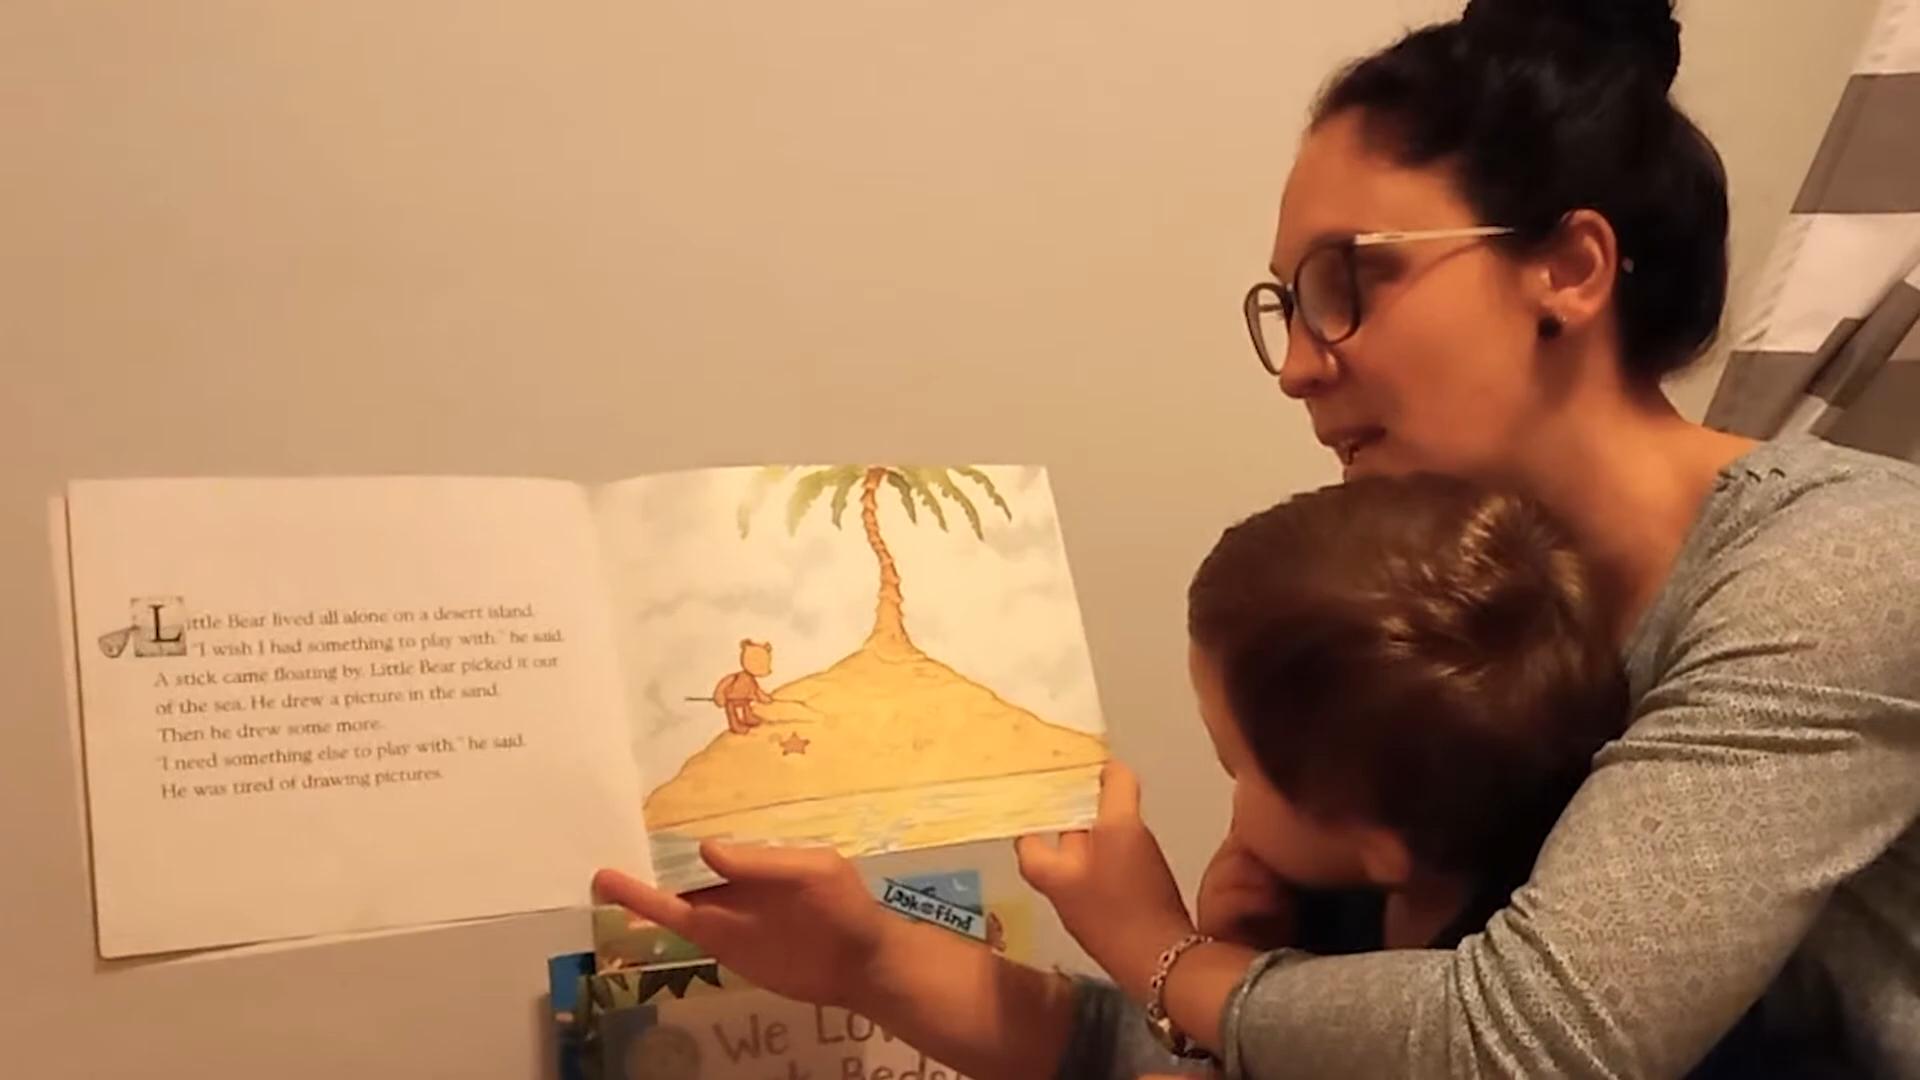 Little Bear lived all alone on a desert island.
"I wish I had something to play with," he said.
A stick came floating by. Little Bear picked it out
of the sea. He drew a picture in the sand.
Then he drew some more.
"I need something else to play with," he said.
He was tired of drawing pictures.
Look and Find
We
Beds